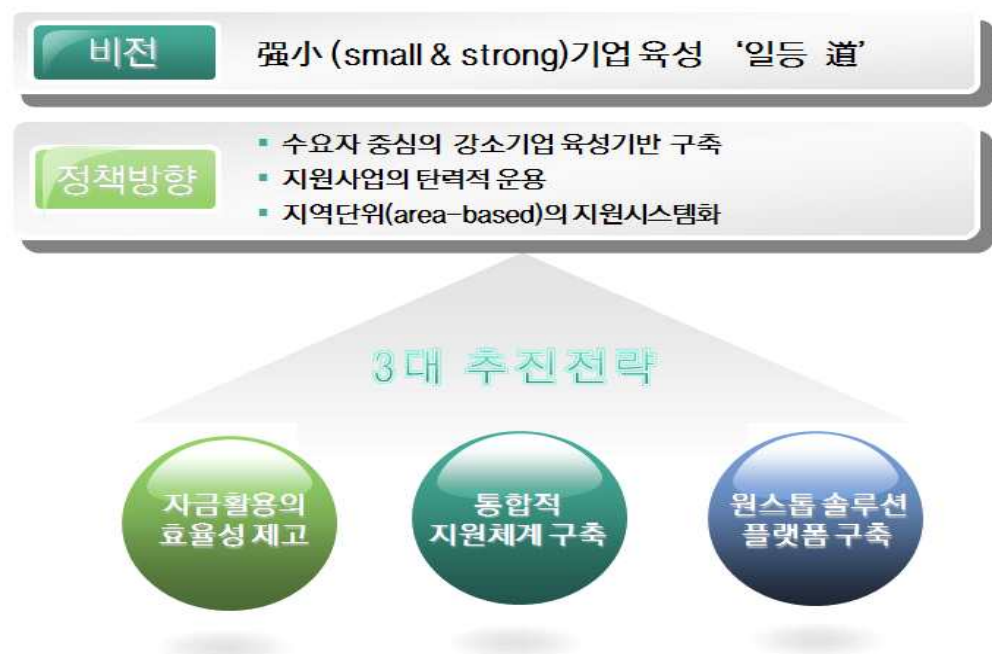 비전
强小 (small & strong)기업 육성 ‘일등 道’
정책방향
▪ 수요자 중심의 강소기업 육성기반 구축
▪ 지원사업의 탄력적 운용
▪ 지역단위(area-based)의 지원시스템화
3대 추진전략
자금활용의
효율성 제고
통합적
지원체계 구축
원스톱 솔루션
플랫폼 구축